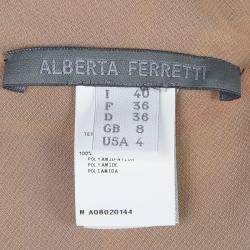 ALBERTA FERRETTI
I 40
F 36
D 36
GB 8
USA 4
100%
POLYAMIDE
POLIAMIDA
M A08020144